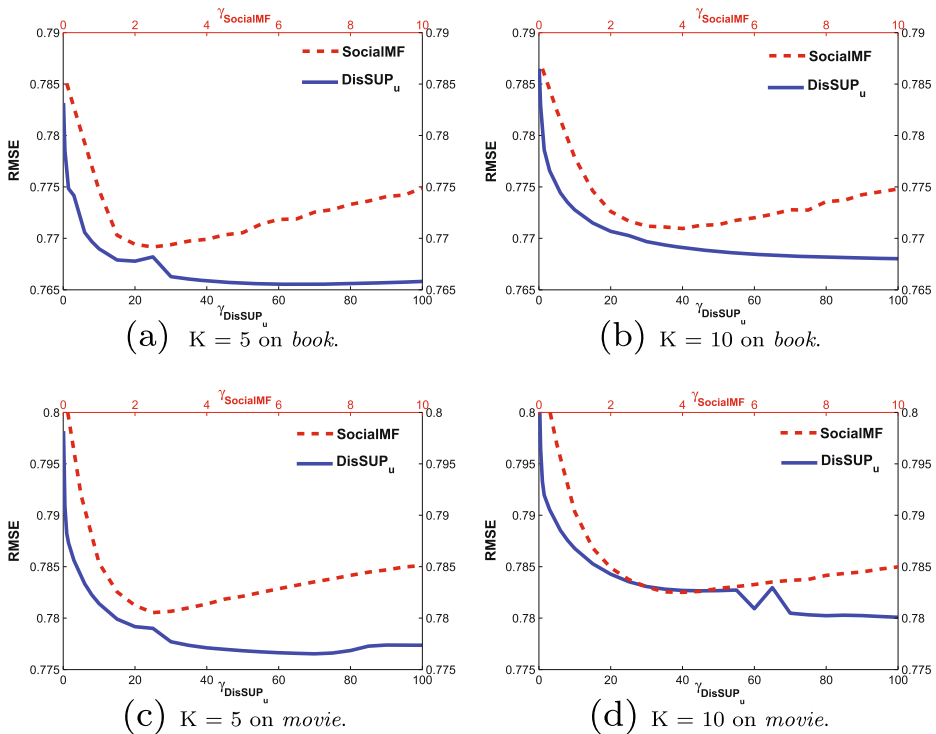 γSocialMF
0 2 4 6 8 10
0.79 0.785 0.78 0.775 0.77 0.765
RMSE
SocialMF
DisSUPu
0.79 0.785 0.78 0.775 0.77 0.765
0 20 40 60 80 100
γDisSUPu
(a) K = 5 on book.
γSocialMF
0 2 4 6 8 10
0.79 0.785 0.78 0.775 0.77 0.765
RMSE
SocialMF
DisSUPu
0.79 0.785 0.78 0.775 0.77 0.765
0 20 40 60 80 100
γDisSUPu
(b) K = 10 on book.
γSocialMF
0 2 4 6 8 10
0.8 0.795 0.79 0.785 0.78 0.775
RMSE
SocialMF
DisSUPu
0.8 0.795 0.79 0.785 0.78 0.775
0 20 40 60 80 100
γDisSUPu
(c) K = 5 on movie.
γSocialMF
0 2 4 6 8 10
0.8 0.795 0.79 0.785 0.78 0.775
RMSE
SocialMF
DisSUPu
0.8 0.795 0.79 0.785 0.78 0.775
0 20 40 60 80 100
γDisSUPu
(d) K = 10 on movie.